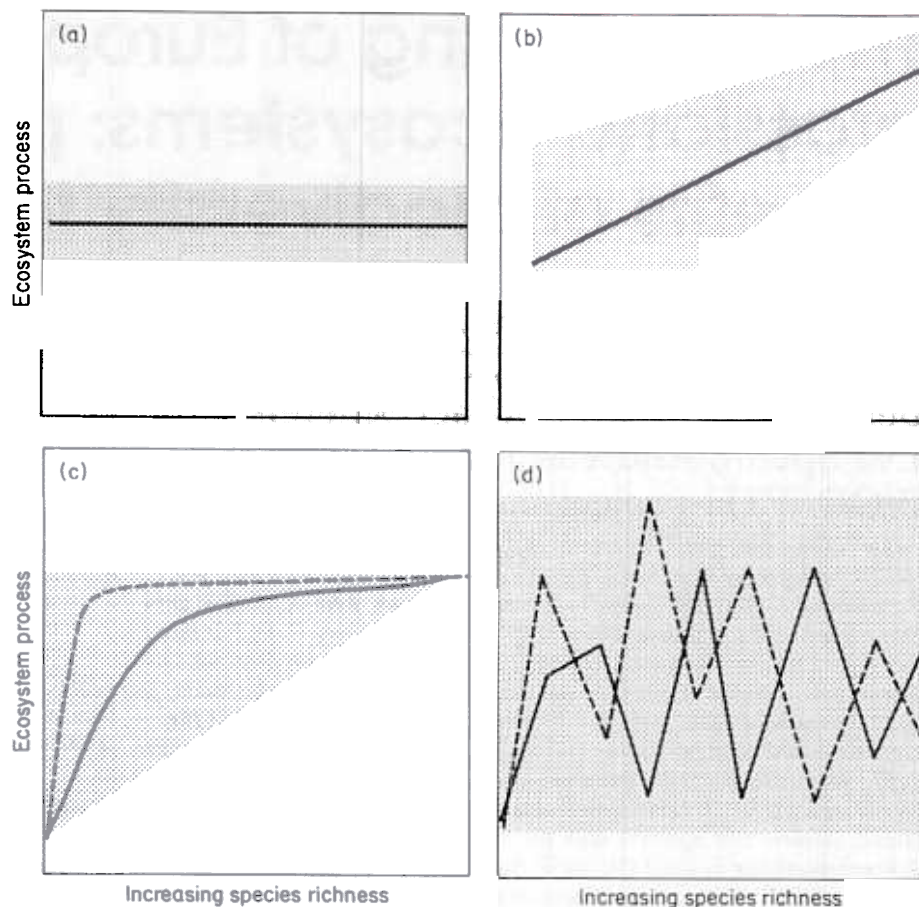 (a)
(b)
Ecosystem process
(c)
(d)
Ecosystem process
Increasing species richness
Increasing species richness